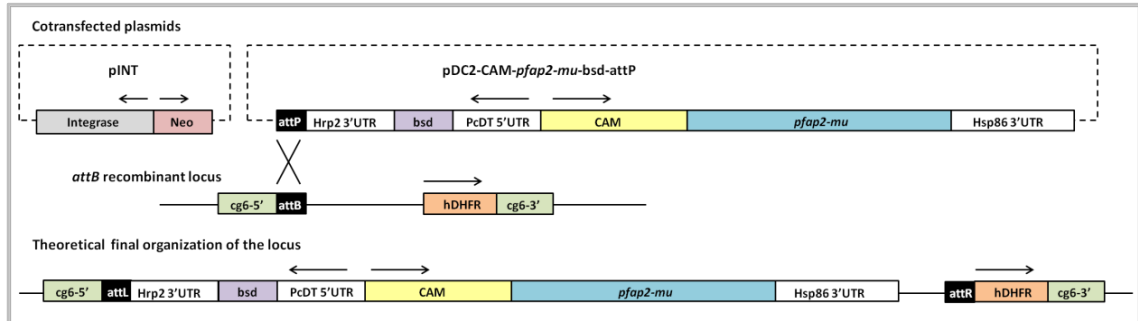 Cotransfected plasmids
pINT
pDC2-CAM-pfap2-mu-bsd-attP
Integrase Neo
attP Hrp2 3’UTR bsd PcDT 5’UTR CAM pfap2-mu Hsp86 3’UTR
attB recombinant locus
cg6-5’ attB hDHFR cg6-3’
Theoretical final organization of the locus
cg6-5’ attL Hrp2 3’UTR bsd PcDT 5’UTR CAM pfap2-mu Hsp86 3’UTR attR hDHFR cg6-3’